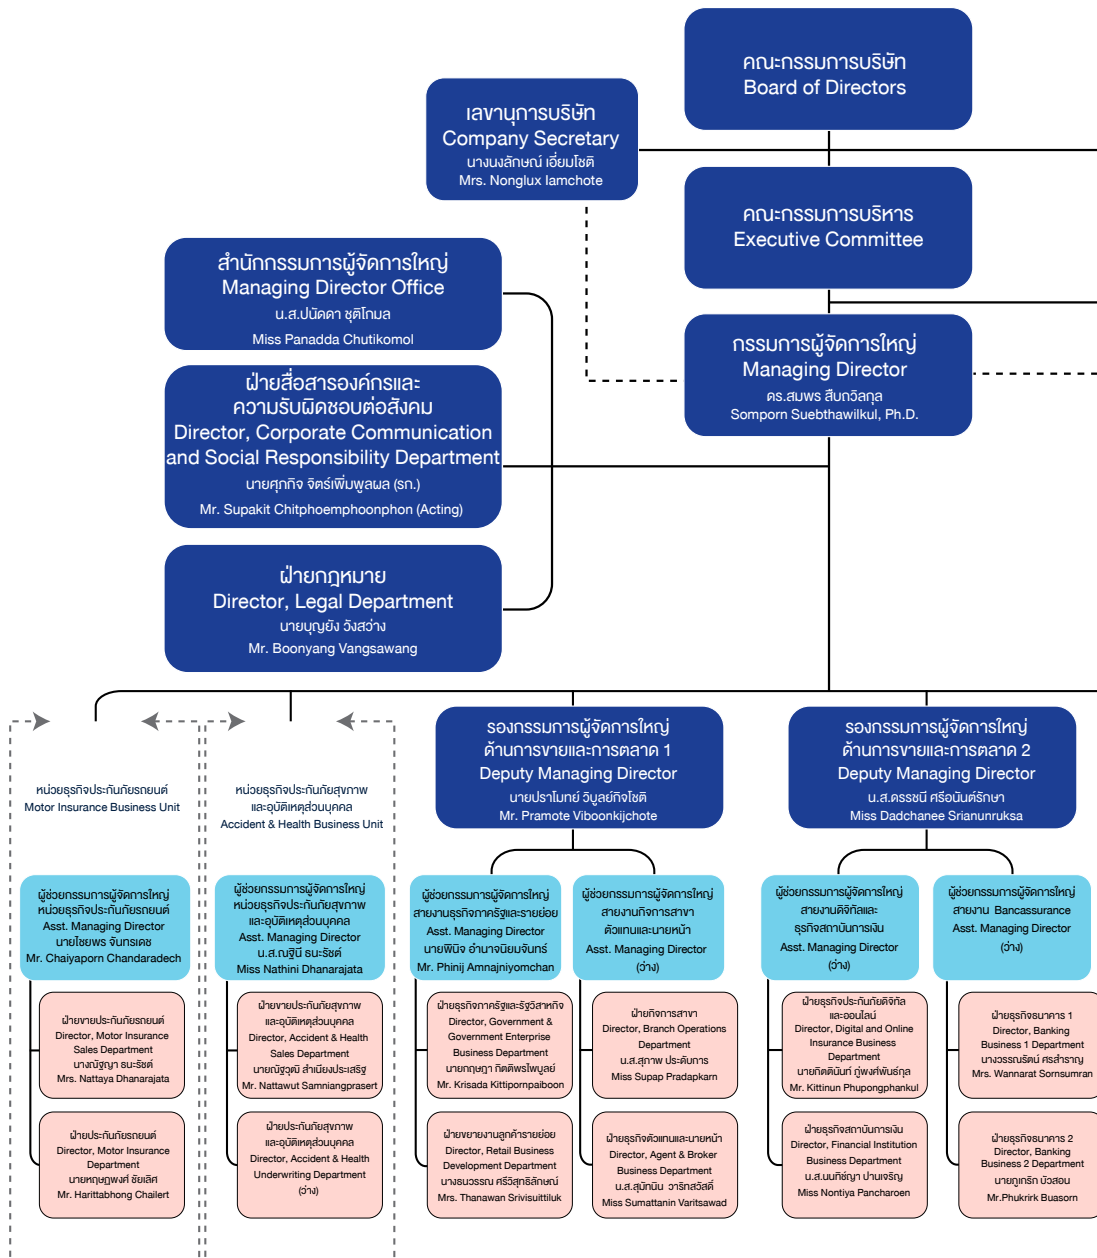 คณะกรรมการบริษัท
Board of Directors
เลขานุการบริษัท
Company Secretary
นางนงลักษณ์ เอี่ยมโชติ
Mrs. Nonglux Iamchote
คณะกรรมการบริหาร
Executive Committee
สำนักกรรมการผู้จัดการใหญ่
Managing Director Office
น.ส.ปนัดดา ชุติโกมล
Miss Panadda Chutikomol
กรรมการผู้จัดการใหญ่
Managing Director
ดร.สมพร สืบถวิลกุล
Somporn Suebthawilkul, Ph.D.
ฝ่ายสื่อสารองค์กรและ
ความรับผิดชอบต่อสังคม
Director, Corporate Communication
and Social Responsibility Department
นายศุภกิจ จิตร์เพิ่มพูลผล (รก.)
Mr. Supakit Chitphoemphoonphon (Acting)
ฝ่ายกฎหมาย
Director, Legal Department
นายบุญยัง วังสว่าง
Mr. Boonyang Vangsawang
หน่วยธุรกิจประกันภัยรถยนต์
Motor Insurance Business Unit
หน่วยธุรกิจประกันภัยสุขภาพ
และอุบัติเหตุส่วนบุคคล
Accident & Health Business Unit
รองกรรมการผู้จัดการใหญ่
ด้านการขายและการตลาด 1
Deputy Managing Director
นายปราโมทย์ วิบูลย์กิจโชติ
Mr. Pramote Viboonkijchote
รองกรรมการผู้จัดการใหญ่
ด้านการขายและการตลาด 2
Deputy Managing Director
น.ส.ดรรชนี ศรีอนันต์รักษา
Miss Dadchanee Srianunruksa
ผู้ช่วยกรรมการผู้จัดการใหญ่
หน่วยธุรกิจประกันภัยรถยนต์
Asst. Managing Director
นายไชยพร จันทรเดช
Mr. Chaiyaporn Chandaradech
ผู้ช่วยกรรมการผู้จัดการใหญ่
หน่วยธุรกิจประกันภัยสุขภาพ
และอุบัติเหตุส่วนบุคคล
Asst. Managing Director
น.ส.ณฐินี ธนะรัชต์
Miss Nathini Dhanarajata
ผู้ช่วยกรรมการผู้จัดการใหญ่
สายงานธุรกิจภาครัฐและรายย่อย
Asst. Managing Director
นายพินิจ อำนาจนิยมจันทร์
Mr. Phinij Amnajniyomchan
ผู้ช่วยกรรมการผู้จัดการใหญ่
สายงานกิจการสาขา
ตัวแทนและนายหน้า
Asst. Managing Director
(ว่าง)
ผู้ช่วยกรรมการผู้จัดการใหญ่
สายงานดิจิทัลและ
ธุรกิจสถาบันการเงิน
Asst. Managing Director
(ว่าง)
ผู้ช่วยกรรมการผู้จัดการใหญ่
สายงาน Bancassurance
Asst. Managing Director
(ว่าง)
ฝ่ายขายประกันภัยรถยนต์
Director, Motor Insurance
Sales Department
นางณัฐญา ธนะรัชต์
Mrs. Nattaya Dhanarajata
ฝ่ายขายประกันภัยสุขภาพ
และอุบัติเหตุส่วนบุคคล
Director, Accident & Health
Sales Department
นายณัฐวุฒิ สำเนียงประเสริฐ
Mr. Nattawut Samniangprasert
ฝ่ายธุรกิจภาครัฐและรัฐวิสาหกิจ
Director, Government &
Government Enterprise
Business Department
นายกฤษฎา กิตติพรไพบูลย์
Mr. Krisada Kittipornpaiboon
ฝ่ายกิจการสาขา
Director, Branch Operations
Department
น.ส.สุภาพ ประดับการ
Miss Supap Pradapkarn
ฝ่ายธุรกิจประกันภัยดิจิทัล
และออนไลน์
Director, Digital and Online
Insurance Business
Department
นายกิตตินันท์ ภู่พงศ์พันธ์กุล
Mr. Kittinun Phupongphankul
ฝ่ายธุรกิจธนาคาร 1
Director, Banking
Business 1 Department
นางวรรณรัตน์ ศรสำราญ
Mrs. Wannarat Sornsumran
ฝ่ายประกันภัยรถยนต์
Director, Motor Insurance
Department
นายหฤษฎพงศ์ ชัยเลิศ
Mr. Harittabhong Chailert
ฝ่ายประกันภัยสุขภาพ
และอุบัติเหตุส่วนบุคคล
Director, Accident & Health
Underwriting Department
(ว่าง)
ฝ่ายขยายงานลูกค้ารายย่อย
Director, Retail Business
Development Department
นางธนวรรณ ศรีวิสุทธิลักษณ์
Mrs. Thanawan Srivisuittiluk
ฝ่ายธุรกิจตัวแทนและนายหน้า
Director, Agent & Broker
Business Department
น.ส.สุมัทนิน วาริทสวัสดิ์
Miss Sumattanin Varitsawad
ฝ่ายธุรกิจสถาบันการเงิน
Director, Financial Institution
Business Department
น.ส.นนทิชญา ปานเจริญ
Miss Nontiya Pancharoen
ฝ่ายธุรกิจธนาคาร 2
Director, Banking
Business 2 Department
นายภูเกริก บัวสอน
Mr.Phukrirk Buasorn